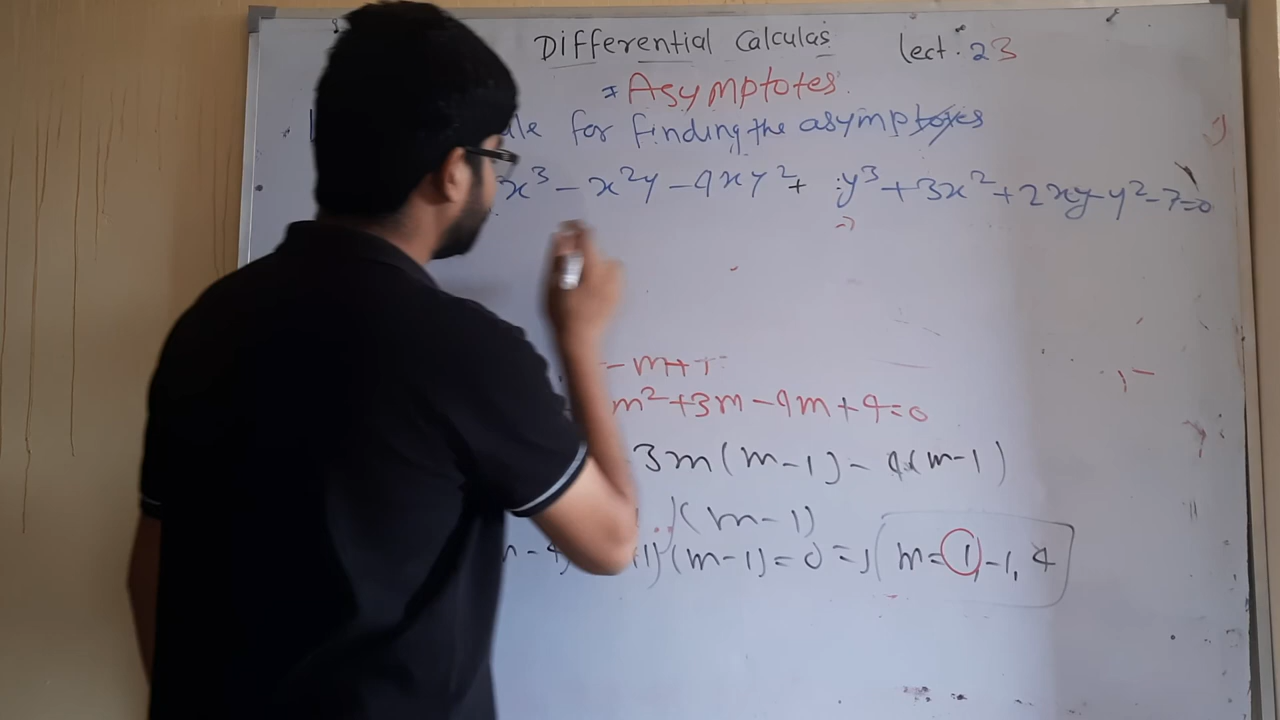 Differential Calculas Lect. 23
Asymptotes
for finding the asymptotes
x³ - x²y - 4xy² + y³ + 3x² + 2xy - y² - 7 = 0
- m +
m² + 3m - 4m + 4 = 0
3m(m-1) - 4(m-1)
)(m-1)
(m-1) = 0 = m = 1, -1, 4